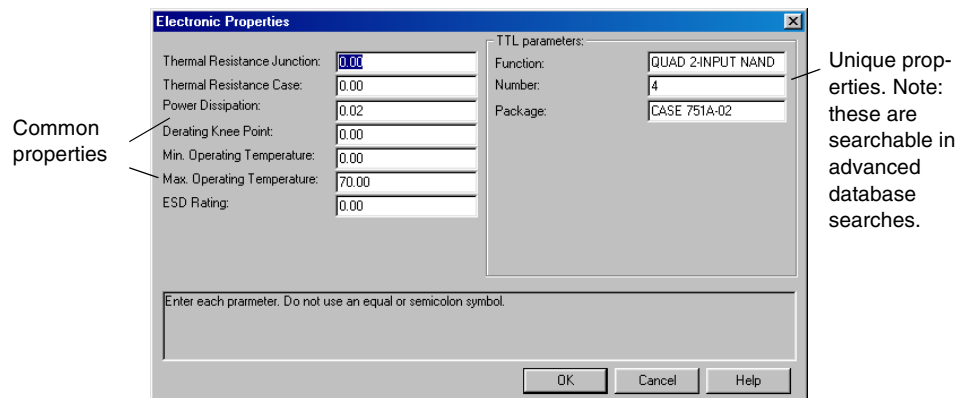 Electronic Properties
Common
properties
Thermal Resistance Junction: 0.00
Thermal Resistance Case: 0.00
Power Dissipation: 0.02
Derating Knee Point: 0.00
Min. Operating Temperature: 0.00
Max. Operating Temperature: 70.00
ESD Rating: 0.00
TTL parameters:
Function: QUAD 2-INPUT NAND
Number: 4
Package: CASE 751A-02
Unique prop-
erties. Note:
these are
searchable in
advanced
database
searches.
Enter each prarmeter. Do not use an equal or semicolon symbol.
OK Cancel Help